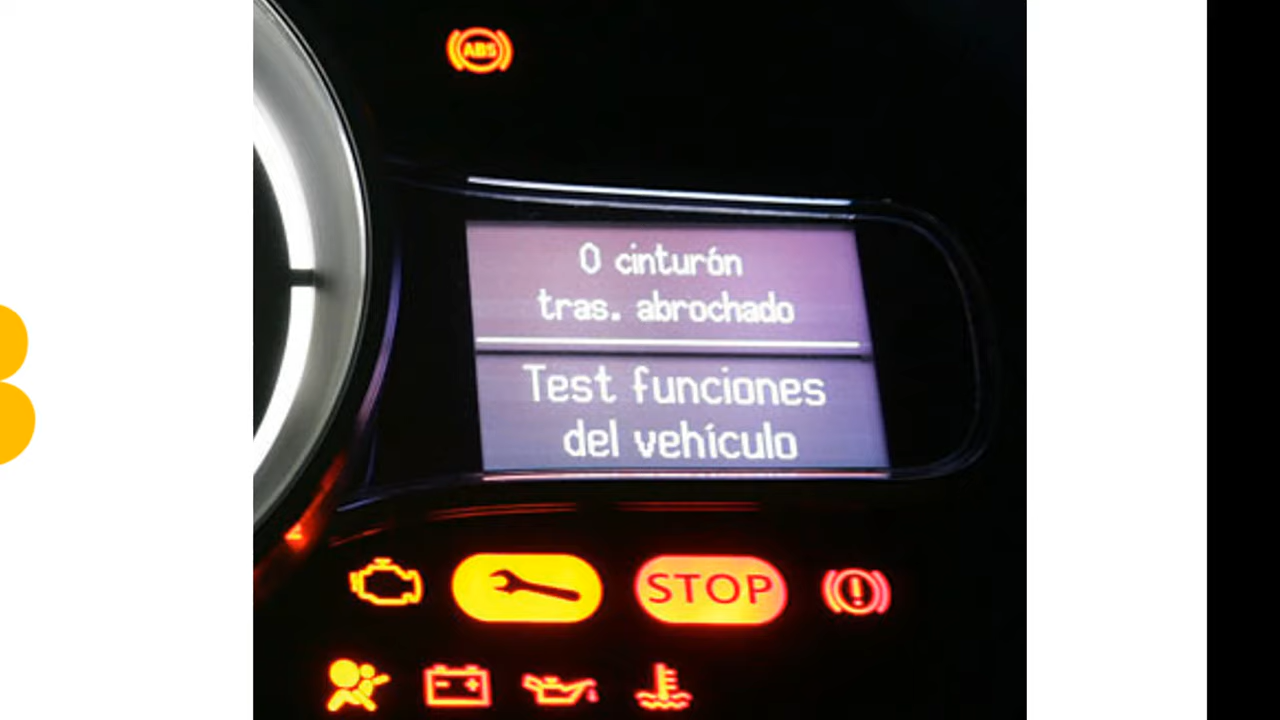 ABS
0 cinturón
tras. abrochado
Test funciones
del vehículo
STOP